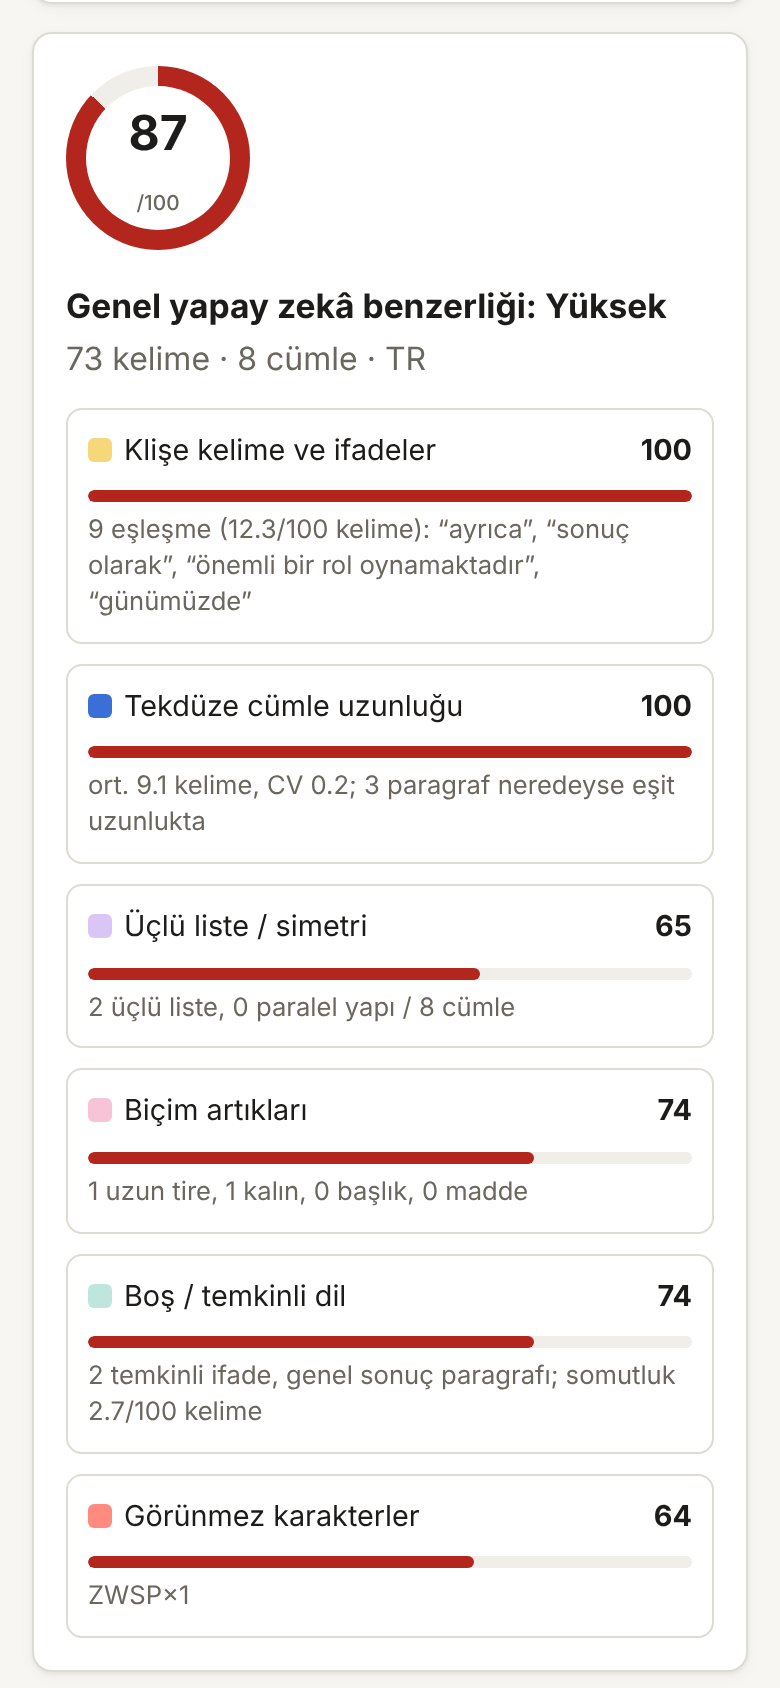 87
/100
Genel yapay zekâ benzerliği: Yüksek
73 kelime · 8 cümle · TR
Klişe kelime ve ifadeler 100
9 eşleşme (12.3/100 kelime): “ayrıca”, “sonuç
olarak”, “önemli bir rol oynamaktadır”,
“günümüzde”
Tekdüze cümle uzunluğu 100
ort. 9.1 kelime, CV 0.2; 3 paragraf neredeyse eşit
uzunlukta
Üçlü liste / simetri 65
2 üçlü liste, 0 paralel yapı / 8 cümle
Biçim artıkları 74
1 uzun tire, 1 kalın, 0 başlık, 0 madde
Boş / temkinli dil 74
2 temkinli ifade, genel sonuç paragrafı; somutluk
2.7/100 kelime
Görünmez karakterler 64
ZWSP×1